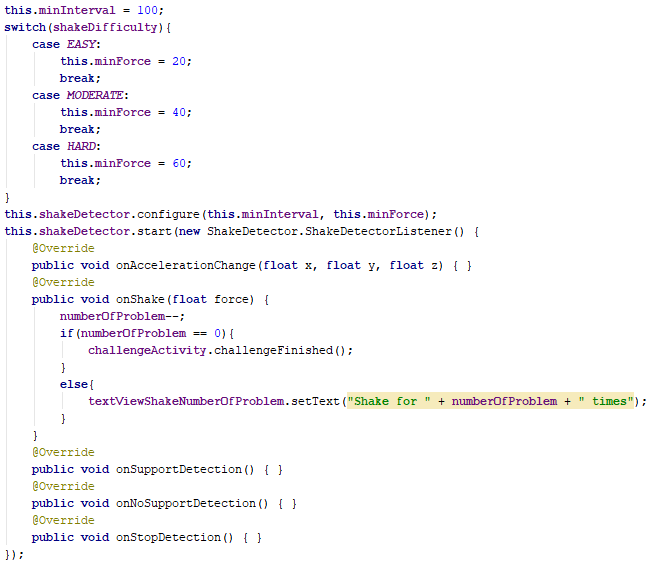 this.minInterval = 100;
switch(shakeDifficulty){
    case EASY:
        this.minForce = 20;
        break;
    case MODERATE:
        this.minForce = 40;
        break;
    case HARD:
        this.minForce = 60;
        break;
}
this.shakeDetector.configure(this.minInterval, this.minForce);
this.shakeDetector.start(new ShakeDetector.ShakeDetectorListener() {
    @Override
    public void onAccelerationChange(float x, float y, float z) { }
    @Override
    public void onShake(float force) {
        numberOfProblem--;
        if(numberOfProblem == 0){
            challengeActivity.challengeFinished();
        }
        else{
            textViewShakeNumberOfProblem.setText("Shake for " + numberOfProblem + " times");
        }
    }
    @Override
    public void onSupportDetection() { }
    @Override
    public void onNoSupportDetection() { }
    @Override
    public void onStopDetection() { }
});